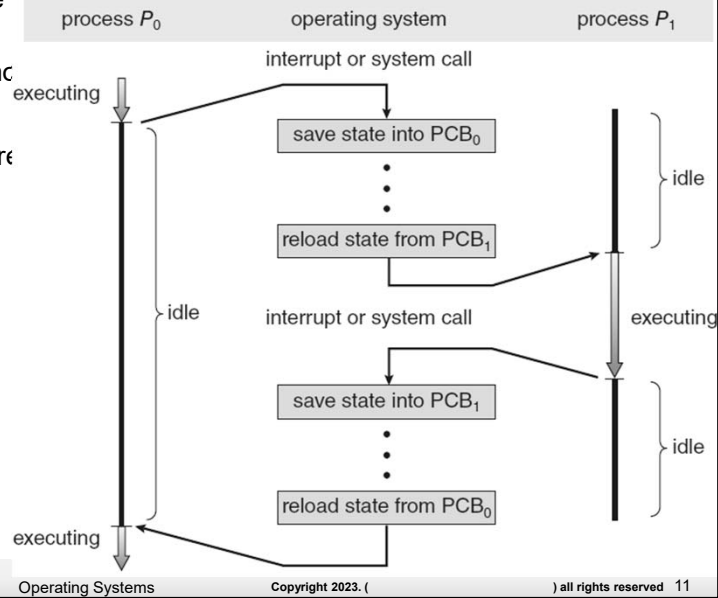 process P₀ operating system process P₁
interrupt or system call
executing
save state into PCB₀
idle
reload state from PCB₁
idle
interrupt or system call
executing
save state into PCB₁
idle
reload state from PCB₀
executing
Operating Systems Copyright 2023. ( ) all rights reserved 11